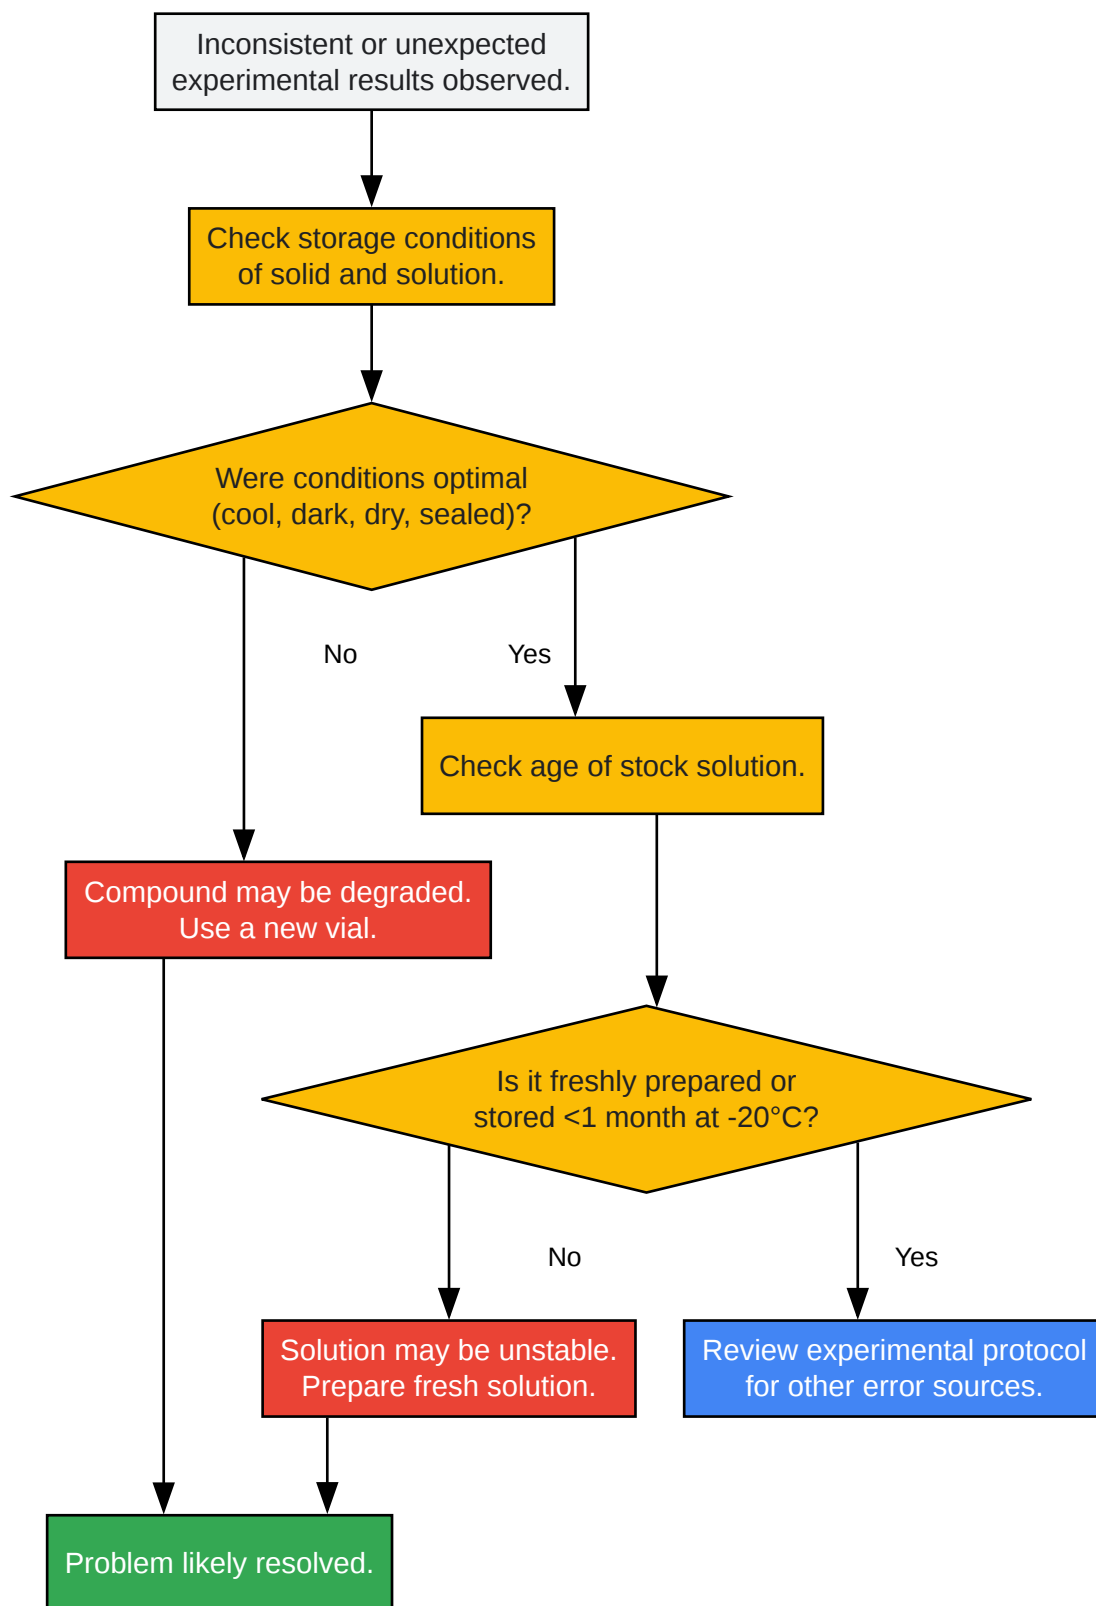 Inconsistent or unexpected
experimental results observed.
Check storage conditions
of solid and solution.
Were conditions optimal
(cool, dark, dry, sealed)?
No
Yes
Check age of stock solution.
Compound may be degraded.
Use a new vial.
Is it freshly prepared or
stored <1 month at -20°C?
No
Yes
Solution may be unstable.
Prepare fresh solution.
Review experimental protocol
for other error sources.
Problem likely resolved.